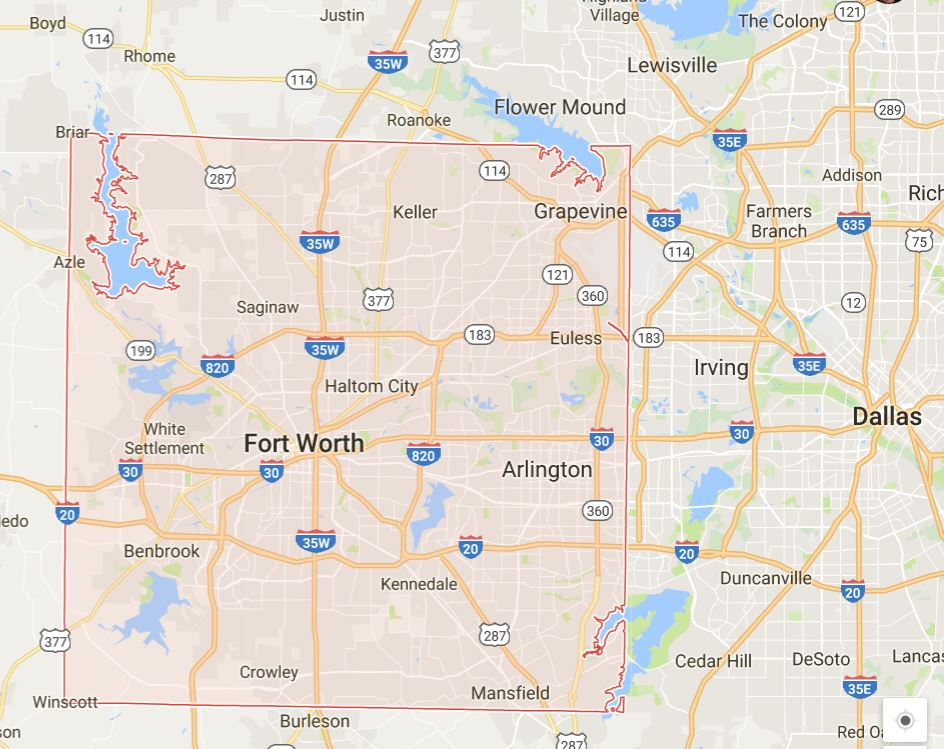 Highland
Village
Boyd
Justin
The Colony
121
114
377
Rhome
35W
Lewisville
114
Flower Mound
289
Roanoke
Briar
35E
114
Addison
287
Rich
Keller
Grapevine
635
Farmers
Branch
635
35W
75
114
Azle
121
377
360
12
Saginaw
183
Euless
183
199
35W
820
35E
Irving
Haltom City
Dallas
White
Settlement
Fort Worth
30
30
820
30
30
Arlington
20
360
edo
35W
Benbrook
20
20
Kennedale
Duncanville
20
377
287
Crowley
Cedar Hill
DeSoto
Lancas
Mansfield
35E
Winscott
Burleson
son
Red Oa
287